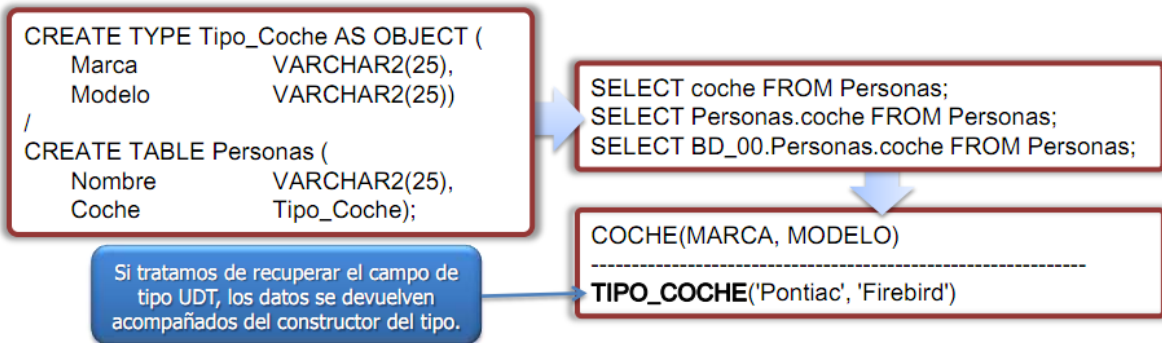 CREATE TYPE Tipo_Coche AS OBJECT (
Marca VARCHAR2(25),
Modelo VARCHAR2(25))
/
CREATE TABLE Personas (
Nombre VARCHAR2(25),
Coche Tipo_Coche);
SELECT coche FROM Personas;
SELECT Personas.coche FROM Personas;
SELECT BD_00.Personas.coche FROM Personas;
COCHE(MARCA, MODELO)
-------------------------------------------------------------
TIPO_COCHE('Pontiac', 'Firebird')
Si tratamos de recuperar el campo de
tipo UDT, los datos se devuelven
acompañados del constructor del tipo.